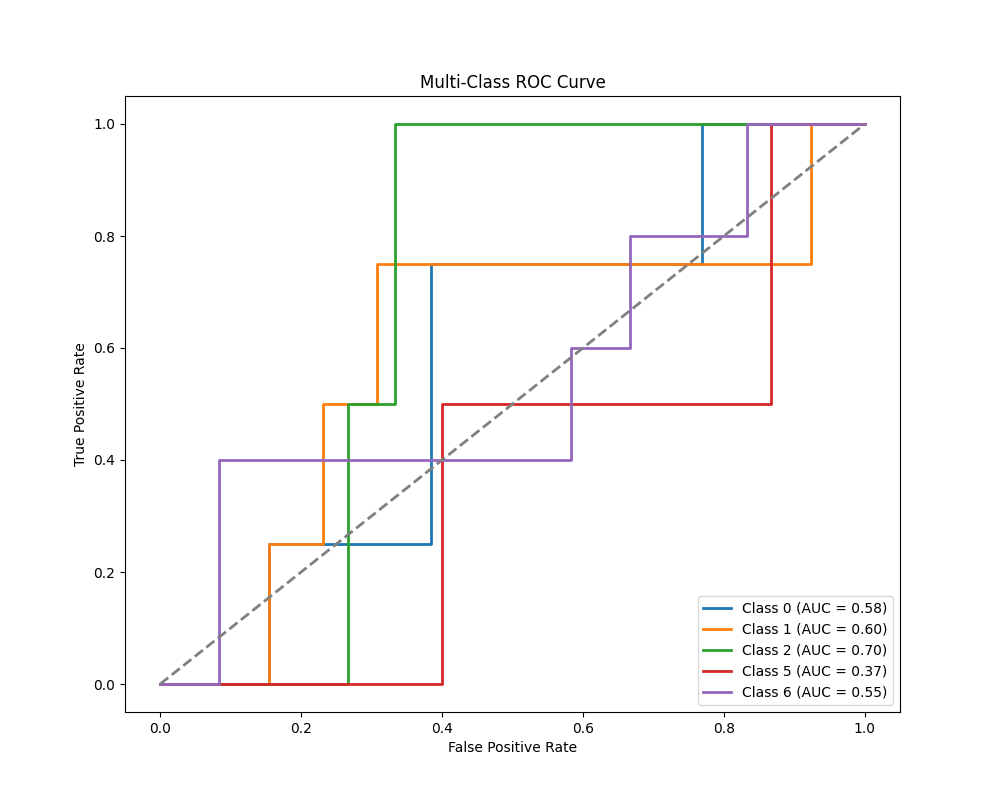 Multi-Class ROC Curve
True Positive Rate
1.0
0.8
0.6
0.4
0.2
0.0
Class 0 (AUC = 0.58)
Class 1 (AUC = 0.60)
Class 2 (AUC = 0.70)
Class 5 (AUC = 0.37)
Class 6 (AUC = 0.55)
0.0 0.2 0.4 0.6 0.8 1.0
False Positive Rate